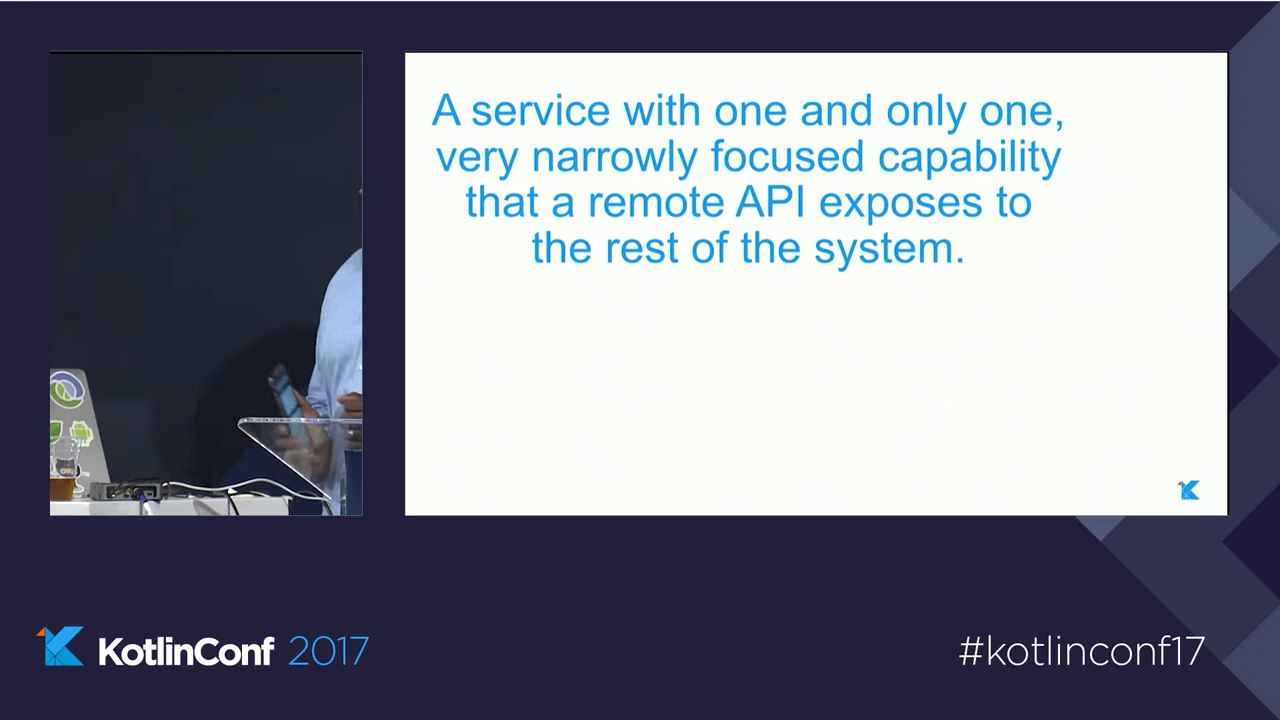 A service with one and only one,
very narrowly focused capability
that a remote API exposes to
the rest of the system.
KotlinConf 2017
#kotlinconf17